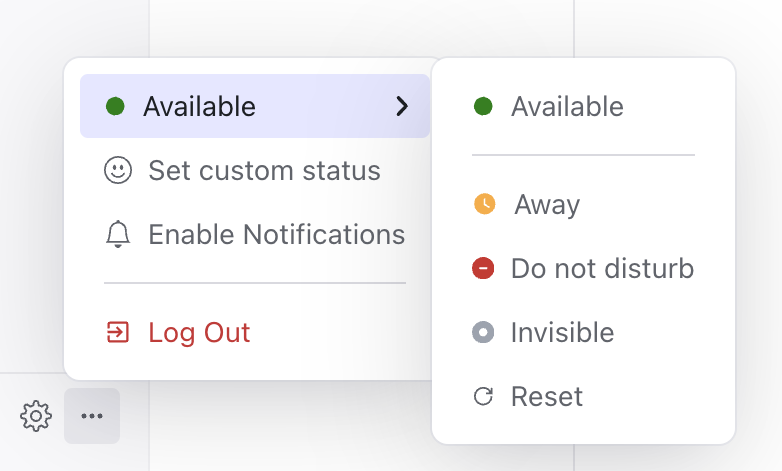 Available
Set custom status
Enable Notifications
Log Out
Available
Away
Do not disturb
Invisible
Reset